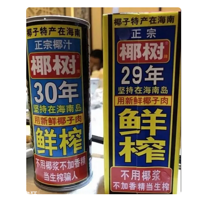 椰子特产在海南
正宗椰汁
椰树
30年
坚持在海南岛
用新鲜椰子肉
鲜榨
不用椰浆不加香精
当生榨骗人
椰子特产在海南
正宗
椰树
29年
坚持在海南岛
用新鲜椰子肉
鲜榨
不用椰浆
不加香精当生榨